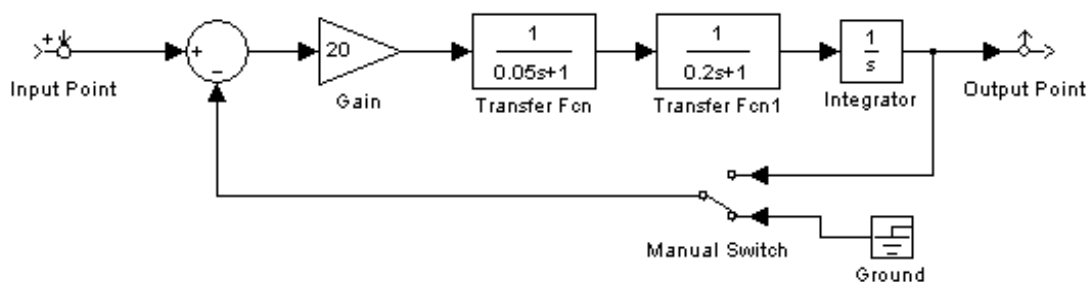 +
Input Point
+
−
20
Gain
1
0.05s+1
Transfer Fcn
1
0.2s+1
Transfer Fcn1
1
s
Integrator
Output Point
Manual Switch
Ground